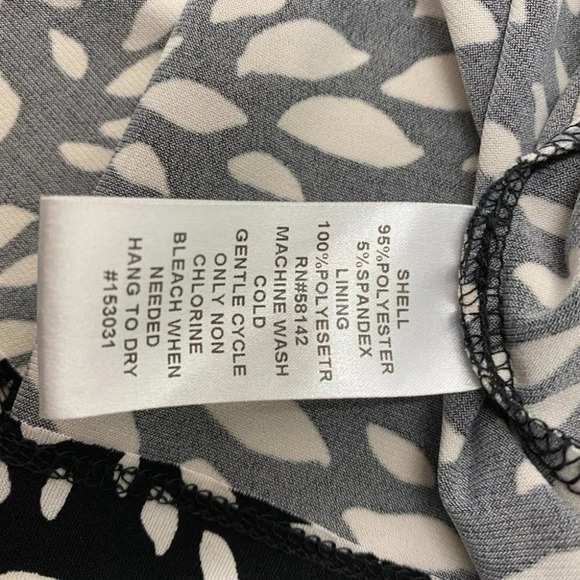 SHELL
95%POLYESTER
5%SPANDEX
LINING
100%POLYESETR
RN#58142
MACHINE WASH
COLD
GENTLE CYCLE
ONLY NON
CHLORINE
BLEACH WHEN
NEEDED
HANG TO DRY
#153031